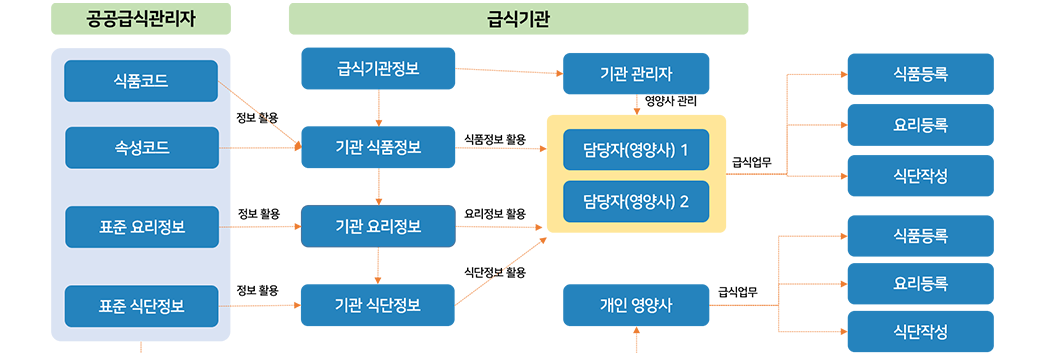 공공급식관리자
급식기관
식품코드
속성코드
표준 요리정보
표준 식단정보
정보 활용
정보 활용
정보 활용
급식기관정보
기관 식품정보
기관 요리정보
기관 식단정보
식품정보 활용
요리정보 활용
식단정보 활용
기관 관리자
영양사 관리
담당자(영양사) 1
담당자(영양사) 2
개인 영양사
급식업무
급식업무
식품등록
요리등록
식단작성
식품등록
요리등록
식단작성